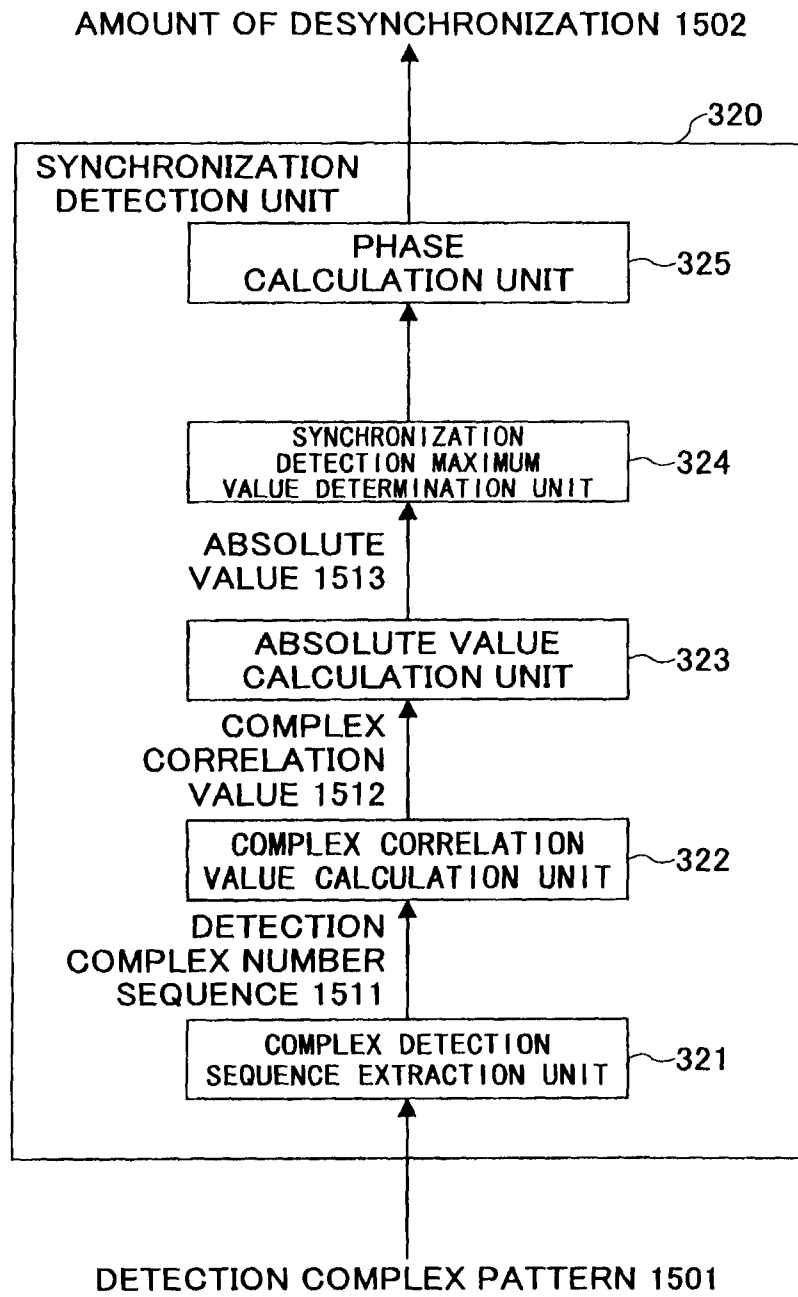 AMOUNT OF DESYNCHRONIZATION 1502
320
SYNCHRONIZATION
DETECTION UNIT
PHASE
CALCULATION UNIT
325
SYNCHRONIZATION
DETECTION MAXIMUM
VALUE DETERMINATION UNIT
324
ABSOLUTE
VALUE 1513
ABSOLUTE VALUE
CALCULATION UNIT
323
COMPLEX
CORRELATION
VALUE 1512
COMPLEX CORRELATION
VALUE CALCULATION UNIT
322
DETECTION
COMPLEX NUMBER
SEQUENCE 1511
COMPLEX DETECTION
SEQUENCE EXTRACTION UNIT
321
DETECTION COMPLEX PATTERN 1501